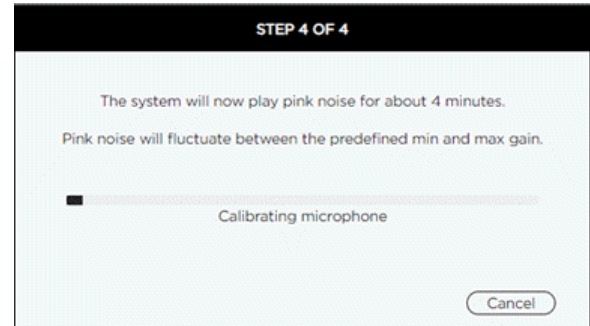 STEP 4 OF 4
The system will now play pink noise for about 4 minutes.
Pink noise will fluctuate between the predefined min and max gain.
Calibrating microphone
Cancel